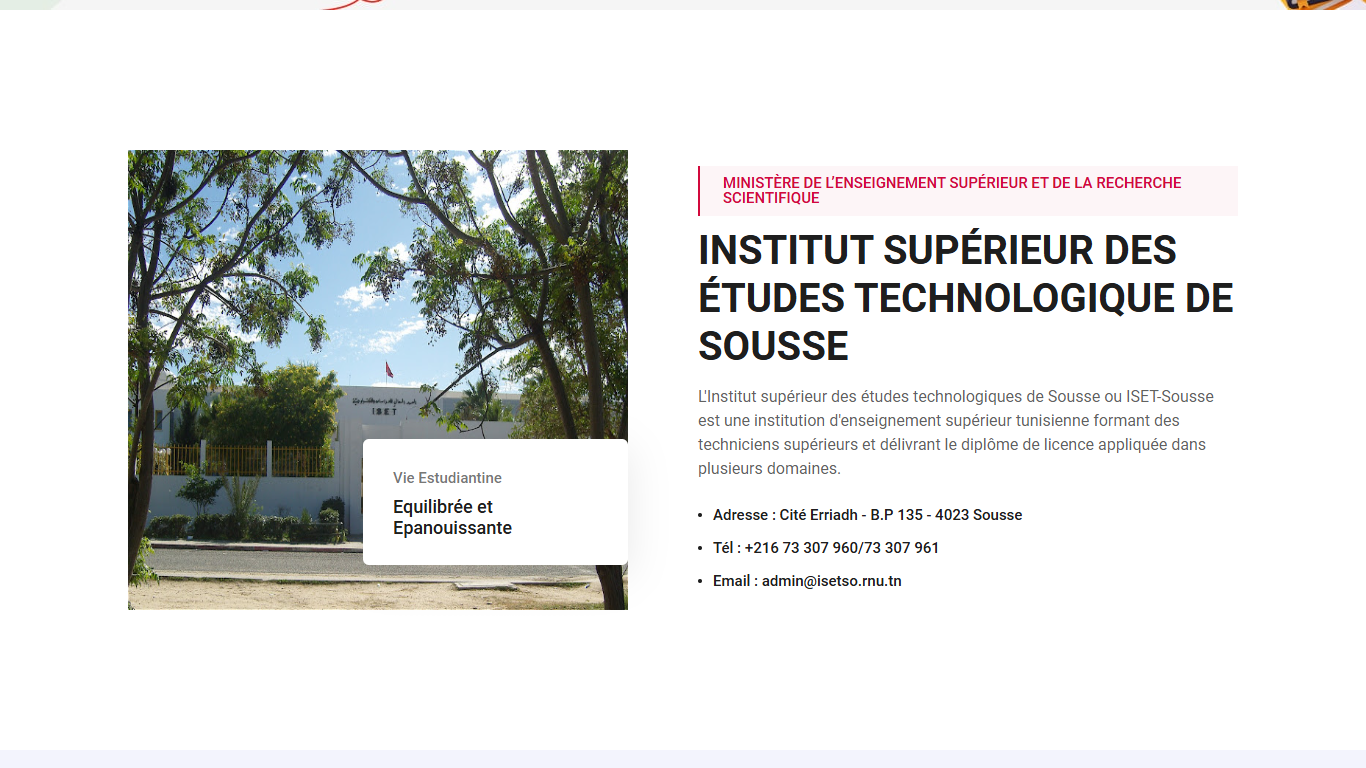 ISET
Vie Estudiantine
Equilibrée et
Epanouissante
MINISTÈRE DE L’ENSEIGNEMENT SUPÉRIEUR ET DE LA RECHERCHE
SCIENTIFIQUE
INSTITUT SUPÉRIEUR DES
ÉTUDES TECHNOLOGIQUE DE
SOUSSE
L'Institut supérieur des études technologiques de Sousse ou ISET-Sousse
est une institution d'enseignement supérieur tunisienne formant des
techniciens supérieurs et délivrant le diplôme de licence appliquée dans
plusieurs domaines.
• Adresse : Cité Erriadh - B.P 135 - 4023 Sousse
• Tél : +216 73 307 960/73 307 961
• Email : admin@isetso.rnu.tn